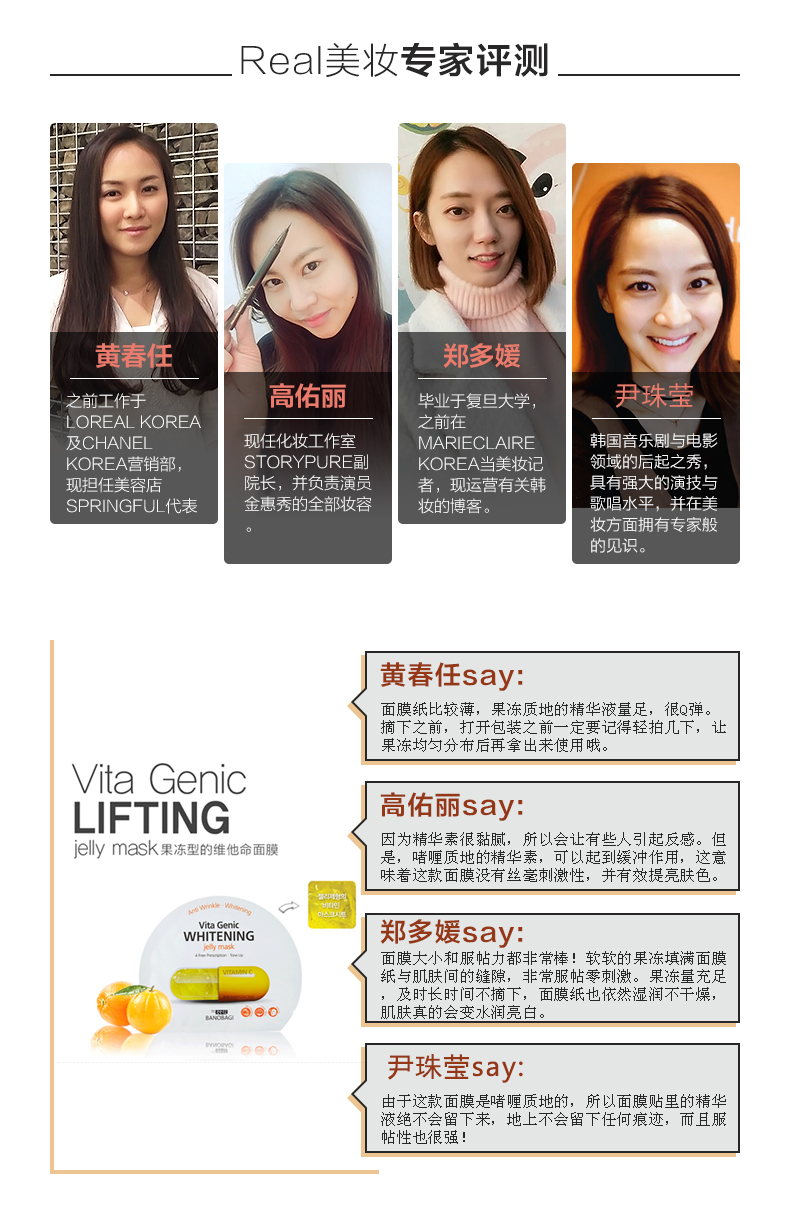 Real美妆专家评测
黄春任
之前工作于
LOREAL KOREA
及CHANEL
KOREA营销部，
现担任美容店
SPRINGFUL代表
高佑丽
现任化妆工作室
STORYPURE副
院长，并负责演员
金惠秀的全部妆容
。
郑多媛
毕业于复旦大学，
之前在
MARIECLAIRE
KOREA当美妆记
者，现运营有关韩
妆的博客。
尹珠莹
韩国音乐剧与电影
领域的后起之秀，
具有强大的演技与
歌唱水平，并在美
妆方面拥有专家般
的见识。
Vita Genic
LIFTING
jelly mask果冻型的维他命面膜
Anti Wrinkle · Whitening
Vita Genic
WHITENING
jelly mask
VITAMIN C
BANOBAGI
黄春任say:
面膜纸比较薄，果冻质地的精华液量足，很Q弹。
摘下之前，打开包装之前一定要记得轻拍几下，让
果冻均匀分布后再拿出来使用哦。
高佑丽say:
因为精华素很黏腻，所以会让有些人引起反感。但
是，啫喱质地的精华素，可以起到缓冲作用，这意
味着这款面膜没有丝毫刺激性，并有效提亮肤色。
郑多媛say:
面膜大小和服帖力都非常棒！软软的果冻填满面膜
纸与肌肤间的缝隙，非常服帖零刺激。果冻量充足
，及时长时间不摘下，面膜纸也依然湿润不干燥，
肌肤真的会变水润亮白。
尹珠莹say:
由于这款面膜是啫喱质地的，所以面膜贴里的精华
液绝不会留下来，地上不会留下任何痕迹，而且服
帖性也很强！